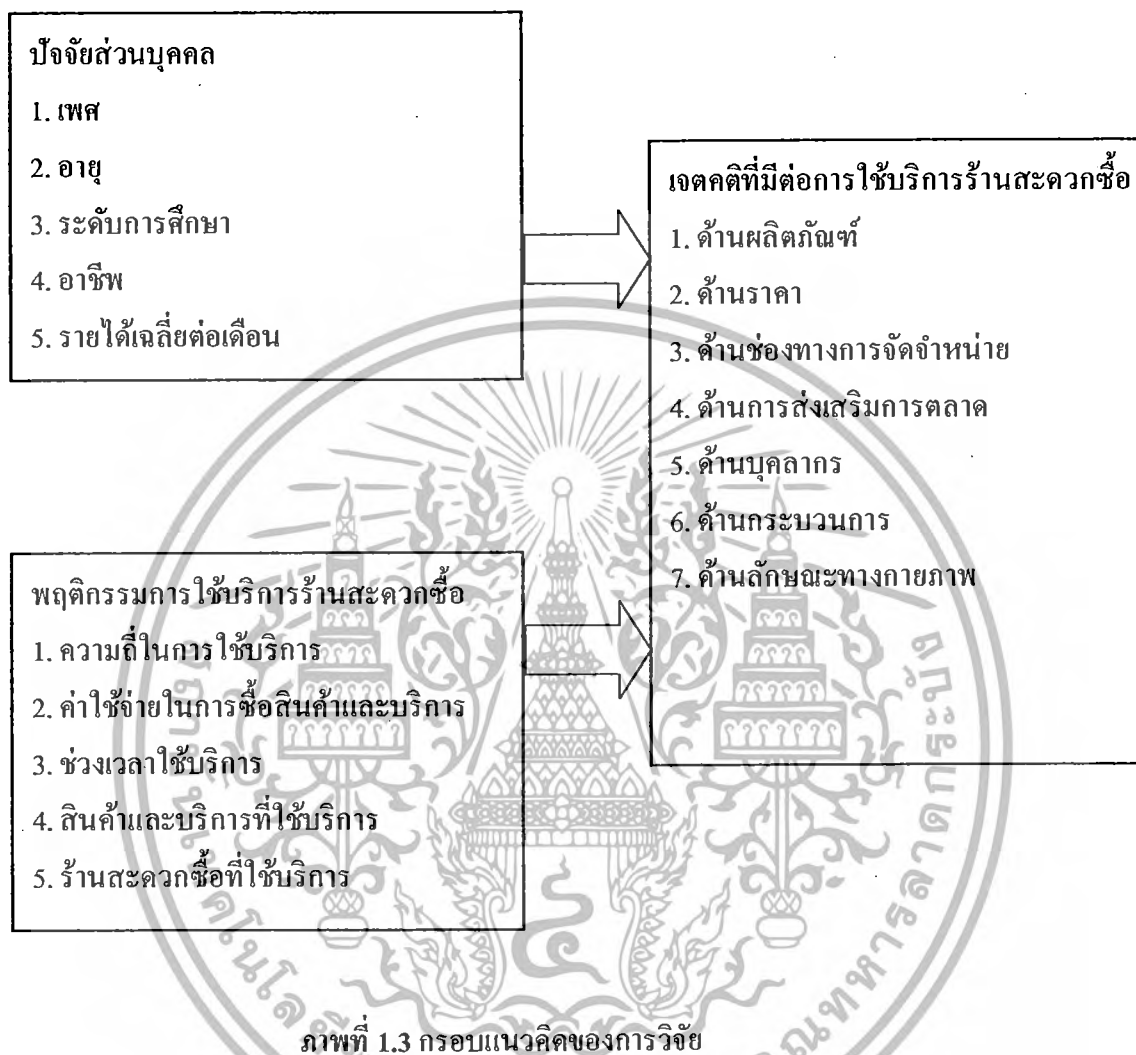 ปัจจัยส่วนบุคคล
1. เพศ
2. อายุ
3. ระดับการศึกษา
4. อาชีพ
5. รายได้เฉลี่ยต่อเดือน
เจตคติที่มีต่อการใช้บริการร้านสะดวกซื้อ
1. ด้านผลิตภัณฑ์
2. ด้านราคา
3. ด้านช่องทางการจัดจำหน่าย
4. ด้านการส่งเสริมการตลาด
5. ด้านบุคลากร
6. ด้านกระบวนการ
7. ด้านลักษณะทางกายภาพ
พฤติกรรมการใช้บริการร้านสะดวกซื้อ
1. ความถี่ในการใช้บริการ
2. ค่าใช้จ่ายในการซื้อสินค้าและบริการ
3. ช่วงเวลาใช้บริการ
4. สินค้าและบริการที่ใช้บริการ
5. ร้านสะดวกซื้อที่ใช้บริการ
ภาพที่ 1.3 กรอบแนวคิดของการวิจัย